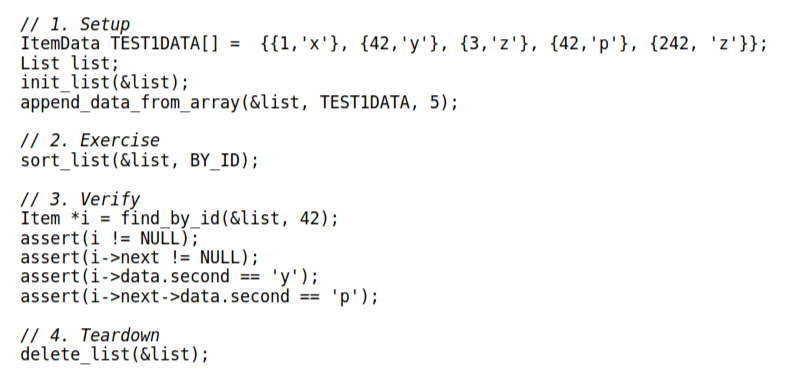 // 1. Setup
ItemData TEST1DATA[] =  {{1,'x'}, {42,'y'}, {3,'z'}, {42,'p'}, {242, 'z'}};
List list;
init_list(&list);
append_data_from_array(&list, TEST1DATA, 5);
// 2. Exercise
sort_list(&list, BY_ID);
// 3. Verify
Item *i = find_by_id(&list, 42);
assert(i != NULL);
assert(i->next != NULL);
assert(i->data.second == 'y');
assert(i->next->data.second == 'p');
// 4. Teardown
delete_list(&list);